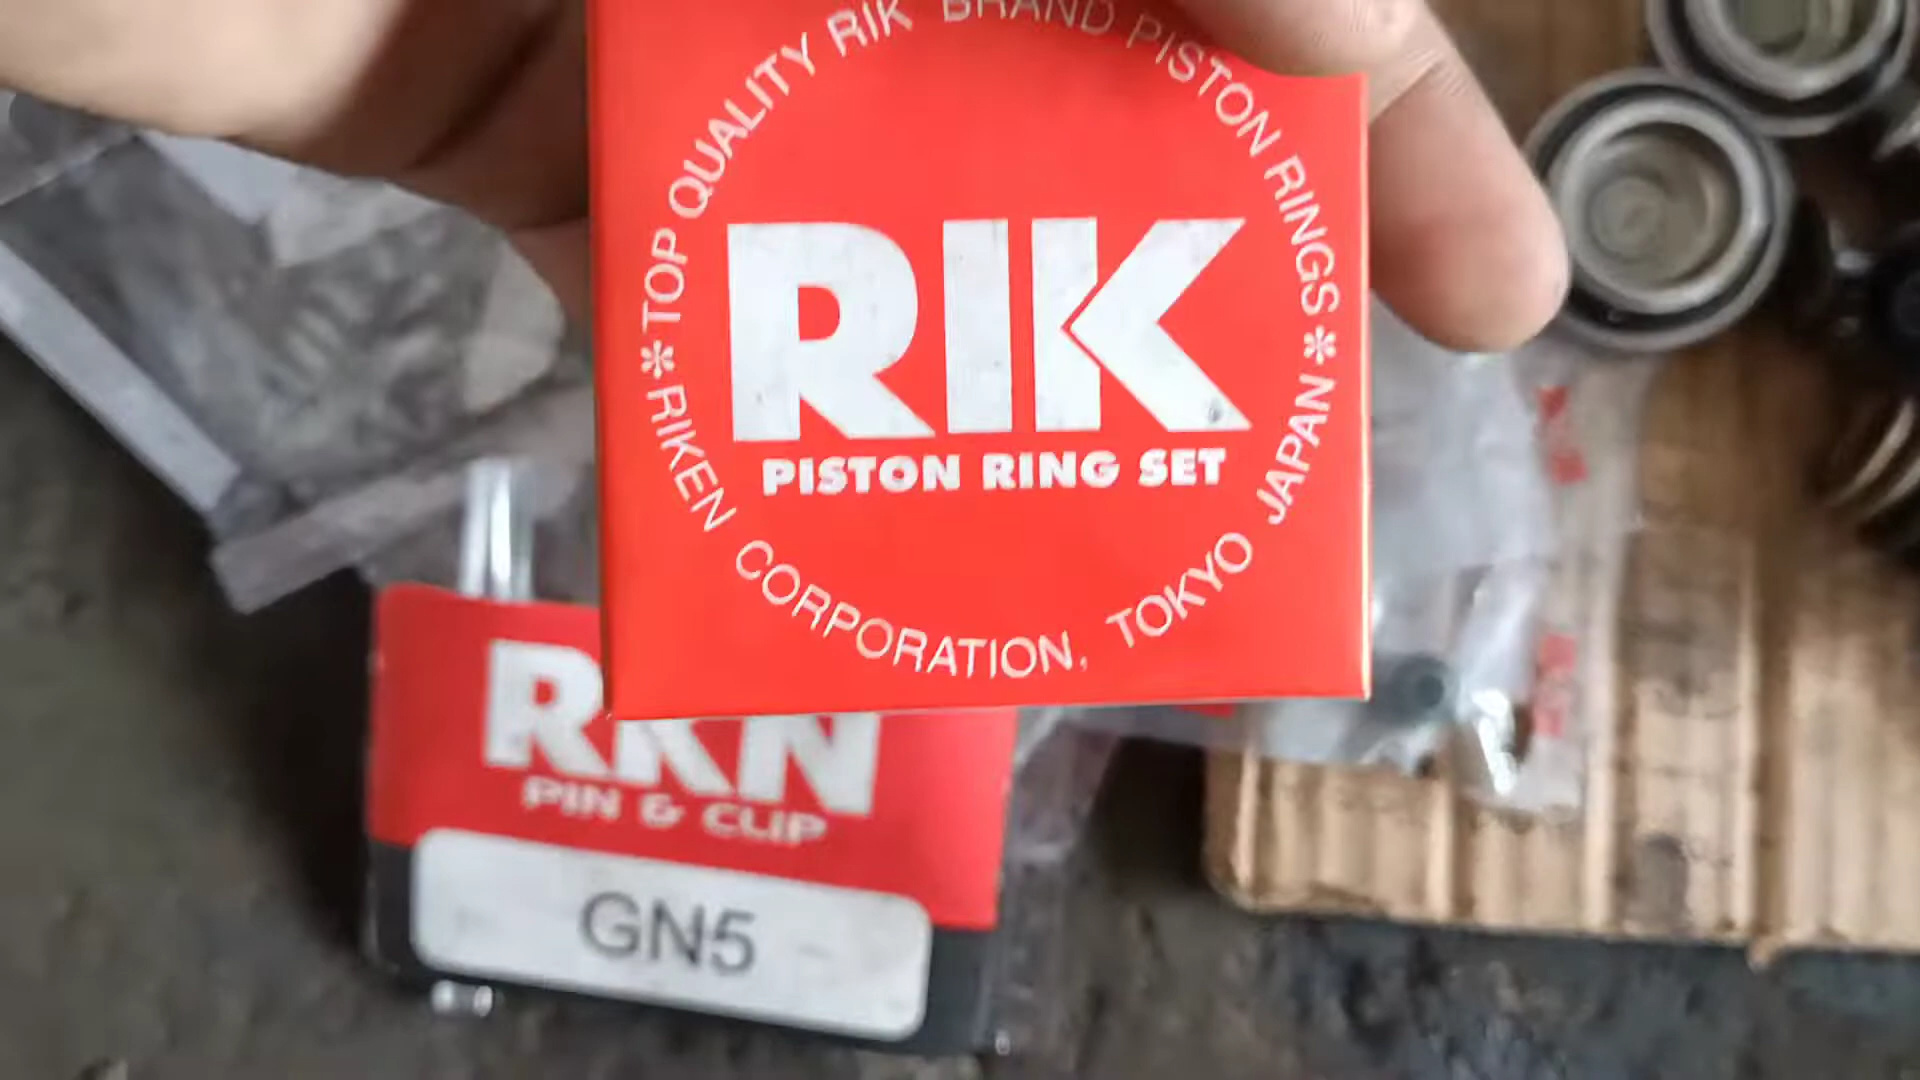 *TOP QUALITY RIK BRAND PISTON RINGS*
RIK
PISTON RING SET
RIKEN CORPORATION, TOKYO JAPAN
RKN
PIN & CLIP
GN5